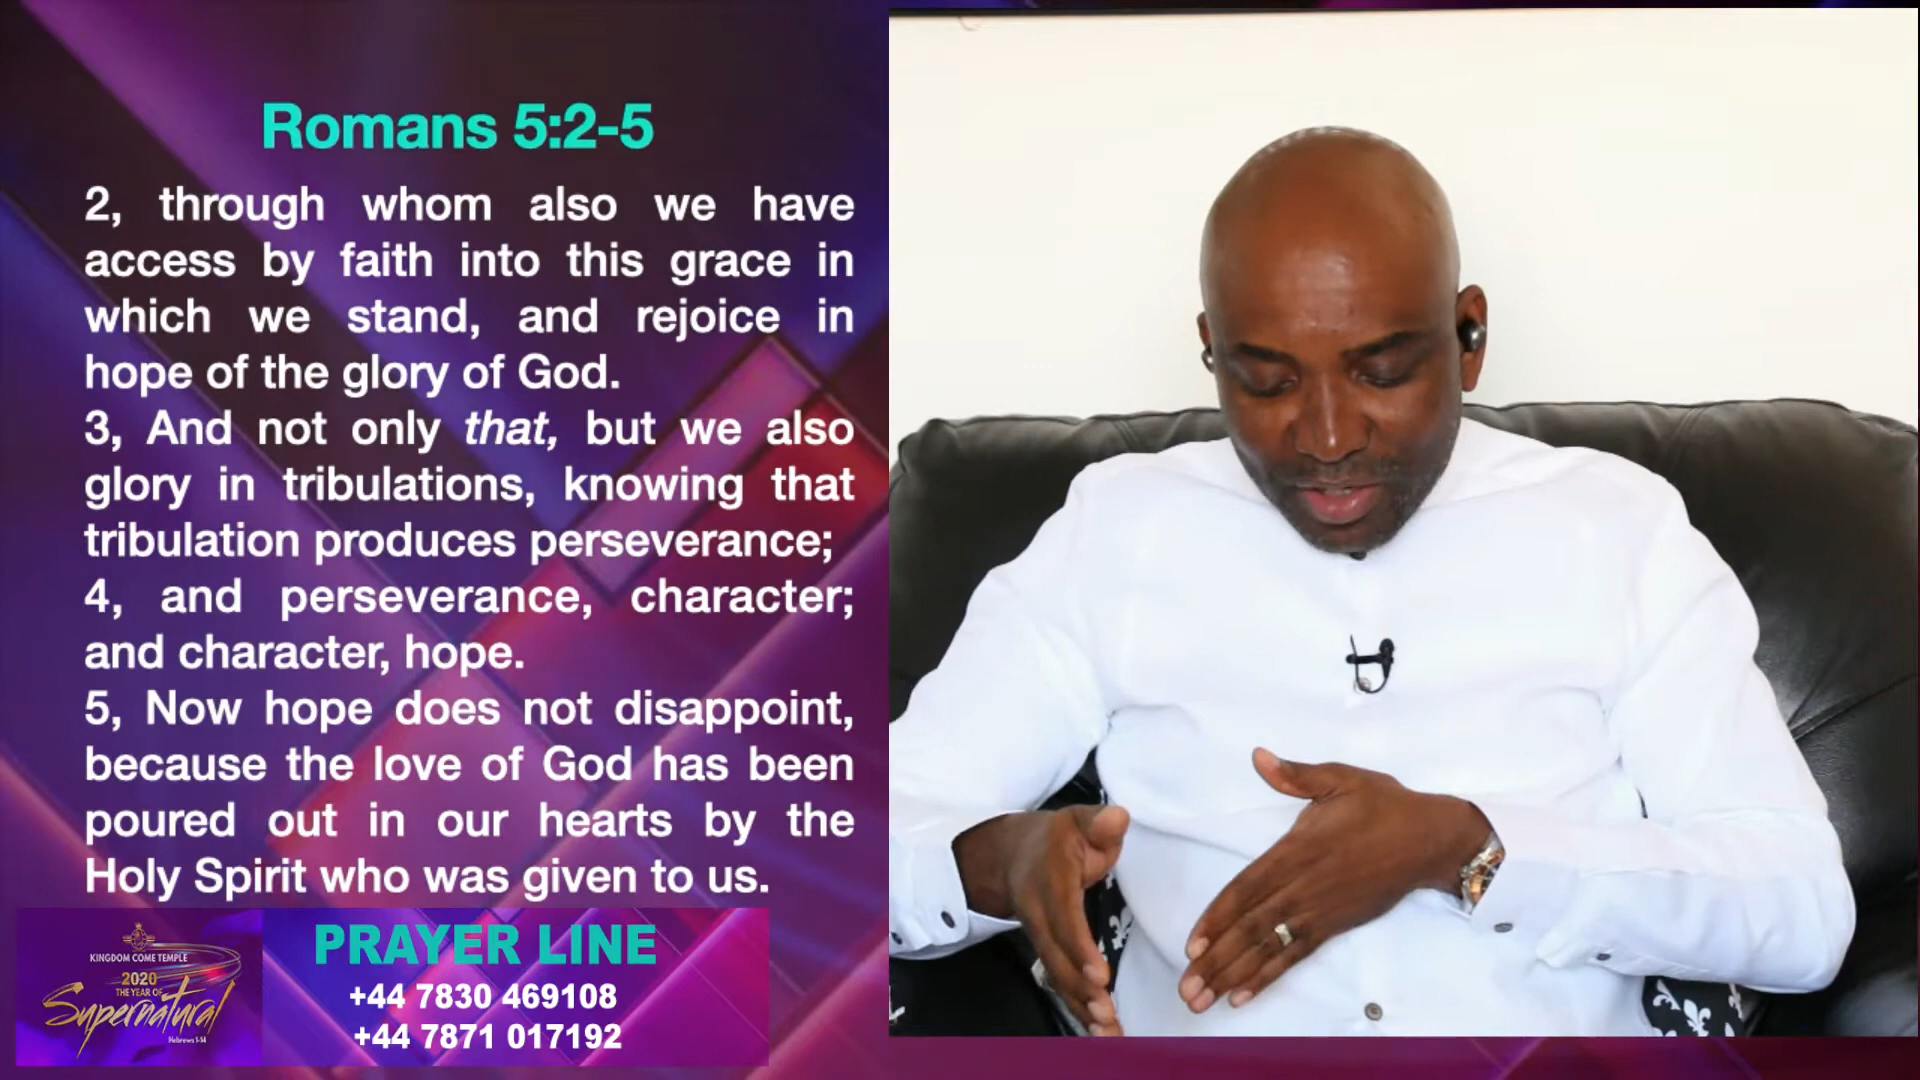 Romans 5:2-5
2, through whom also we have
access by faith into this grace in
which we stand, and rejoice in
hope of the glory of God.
3, And not only that, but we also
glory in tribulations, knowing that
tribulation produces perseverance;
4, and perseverance, character;
and character, hope.
5, Now hope does not disappoint,
because the love of God has been
poured out in our hearts by the
Holy Spirit who was given to us.
KINGDOM COME TEMPLE
2020
THE YEAR OF
Supernatural
Hebrews 1-14
PRAYER LINE
+44 7830 469108
+44 7871 017192